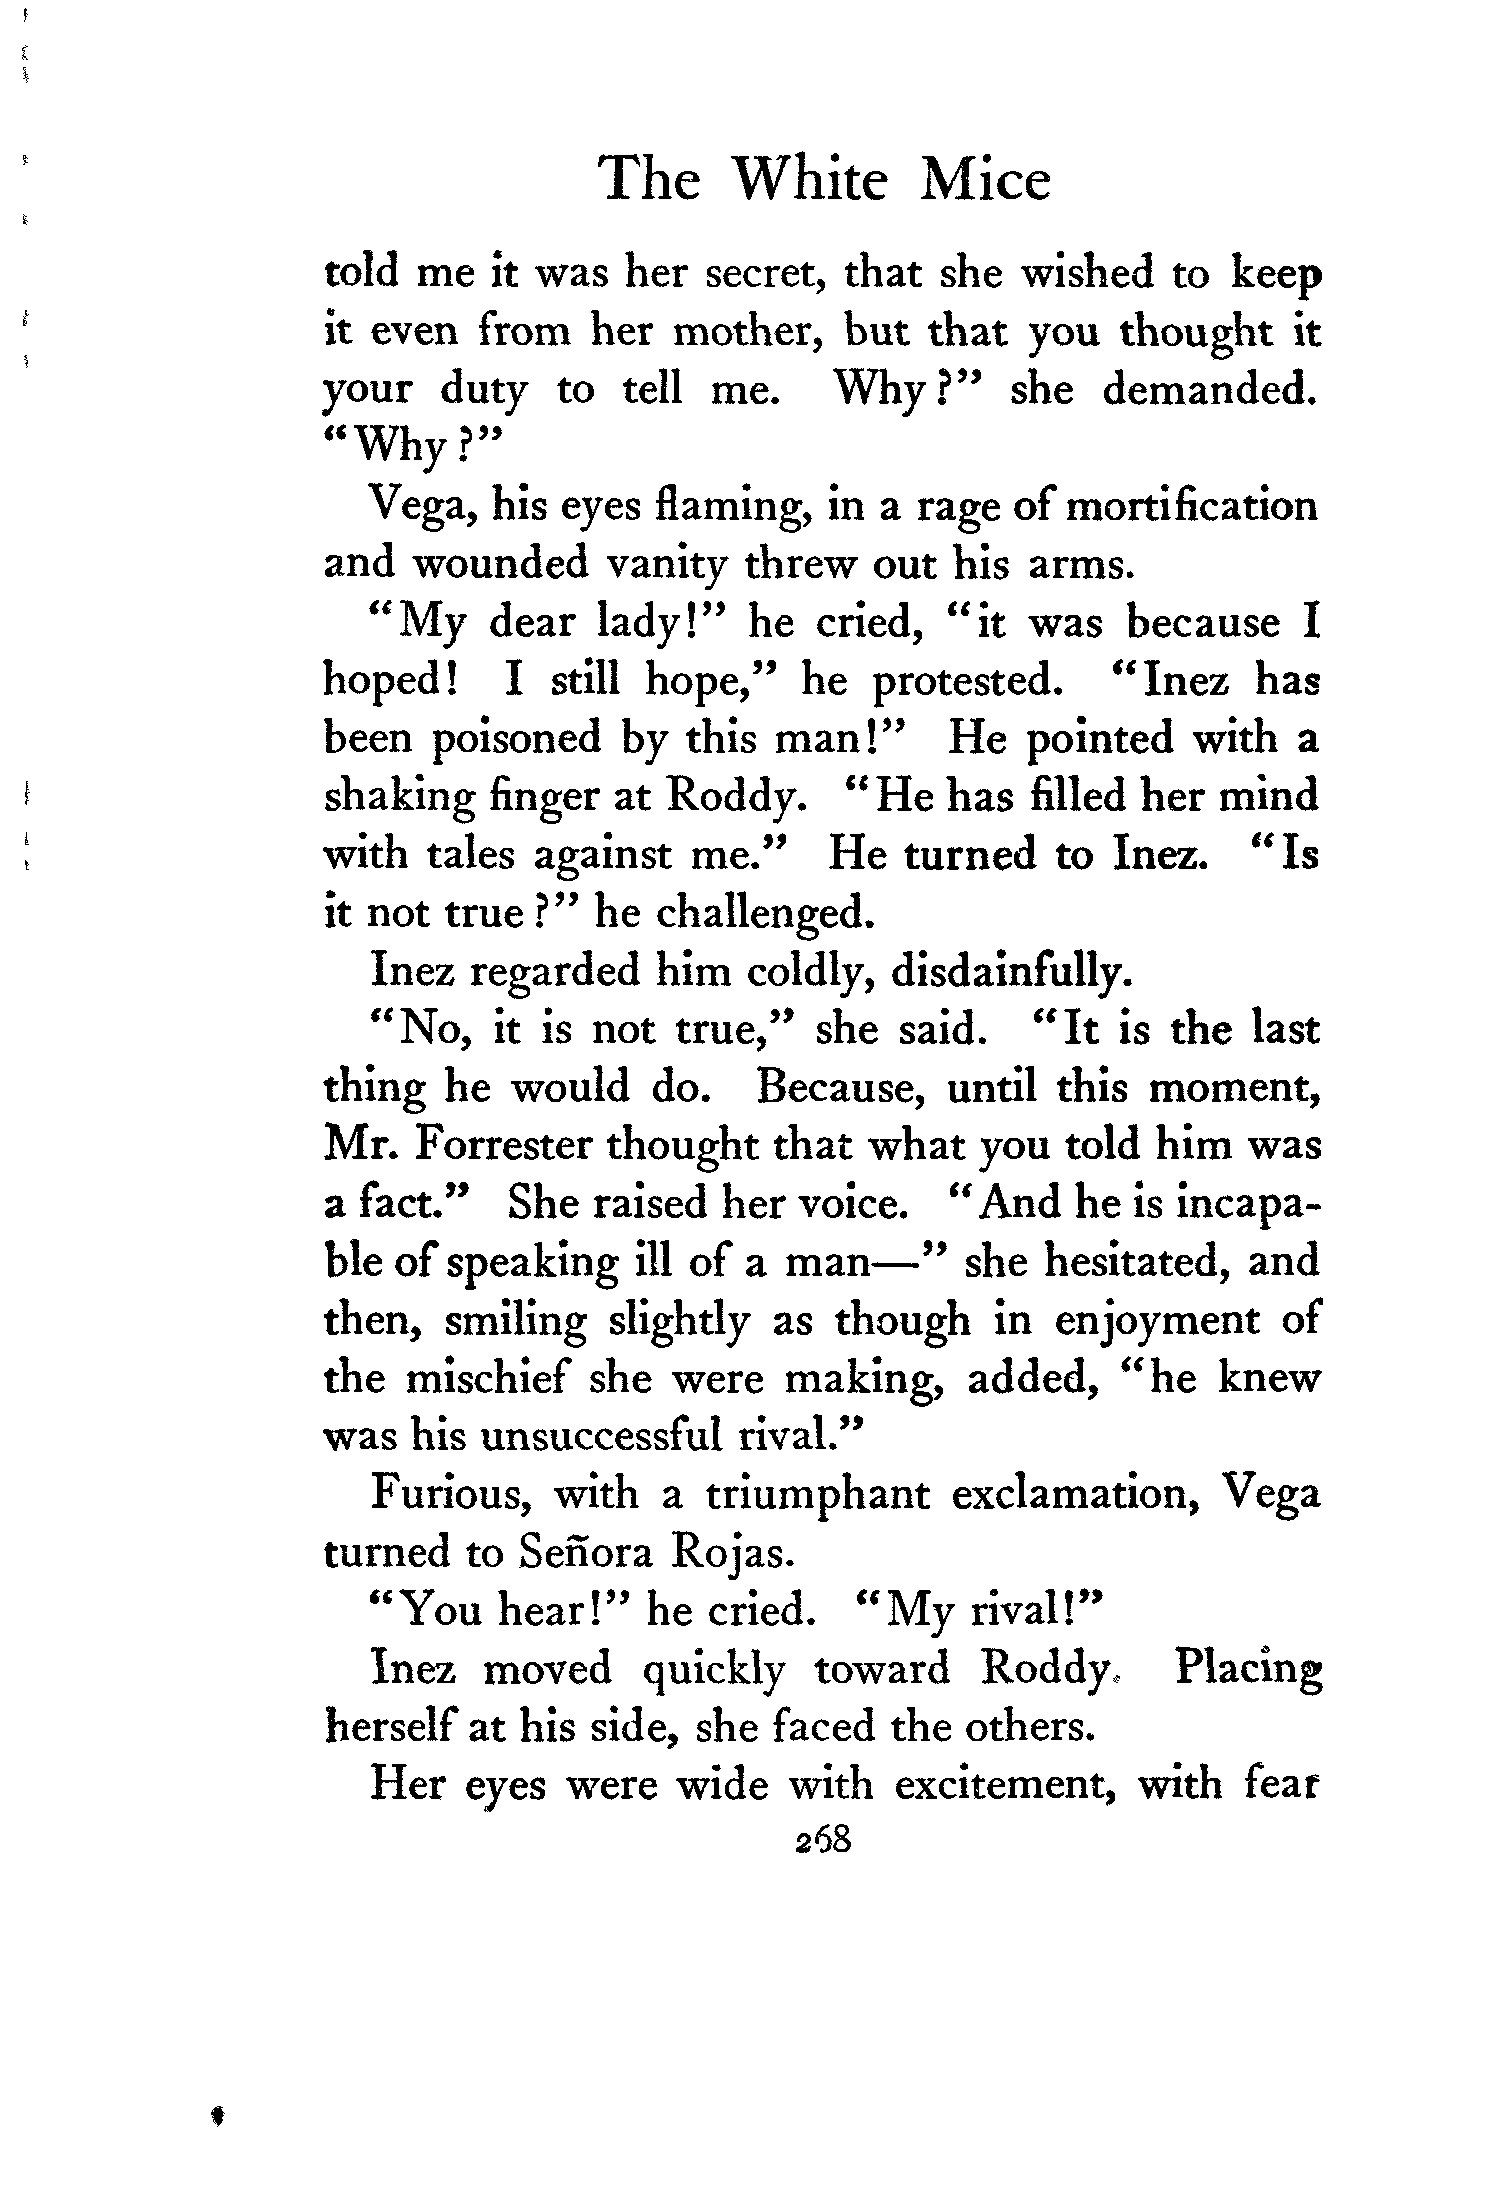 The White Mice
told me it was her secret, that she wished to keep
it even from her mother, but that you thought it
your duty to tell me. Why?" she demanded.
"Why?"
Vega, his eyes flaming, in a rage of mortification
and wounded vanity threw out his arms.
"My dear lady!" he cried, "it was because I
hoped! I still hope," he protested. "Inez has
been poisoned by this man!" He pointed with a
shaking finger at Roddy. "He has filled her mind
with tales against me." He turned to Inez. "Is
it not true?" he challenged.
Inez regarded him coldly, disdainfully.
"No, it is not true," she said. "It is the last
thing he would do. Because, until this moment,
Mr. Forrester thought that what you told him was
a fact." She raised her voice. "And he is incapa-
ble of speaking ill of a man—" she hesitated, and
then, smiling slightly as though in enjoyment of
the mischief she were making, added, "he knew
was his unsuccessful rival."
Furious, with a triumphant exclamation, Vega
turned to Señora Rojas.
"You hear!" he cried. "My rival!"
Inez moved quickly toward Roddy. Placing
herself at his side, she faced the others.
Her eyes were wide with excitement, with fear
268